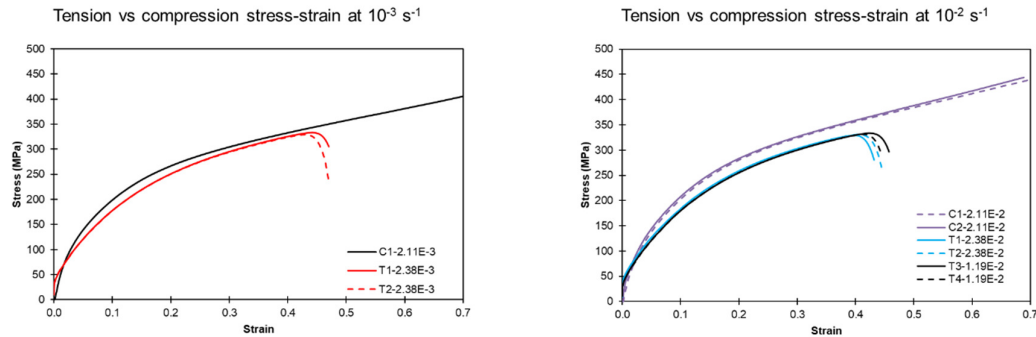 Tension vs compression stress-strain at 10⁻³ s⁻¹
500
450
400
350
300
250
200
150
100
50
0
Stress (MPa)
0.0 0.1 0.2 0.3 0.4 0.5 0.6 0.7
Strain
C1-2.11E-3
T1-2.38E-3
T2-2.38E-3
Tension vs compression stress-strain at 10⁻² s⁻¹
500
450
400
350
300
250
200
150
100
50
0
Stress (MPa)
0.0 0.1 0.2 0.3 0.4 0.5 0.6 0.7
Strain
C1-2.11E-2
C2-2.11E-2
T1-2.38E-2
T2-2.38E-2
T3-1.19E-2
T4-1.19E-2